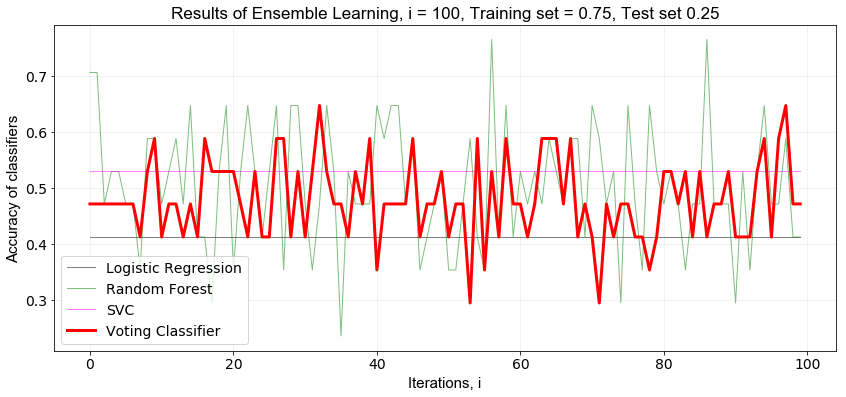 Results of Ensemble Learning, i = 100, Training set = 0.75, Test set 0.25
Accuracy of classifiers
0.7
0.6
0.5
0.4
0.3
Logistic Regression
Random Forest
SVC
Voting Classifier
0 20 40 60 80 100
Iterations, i